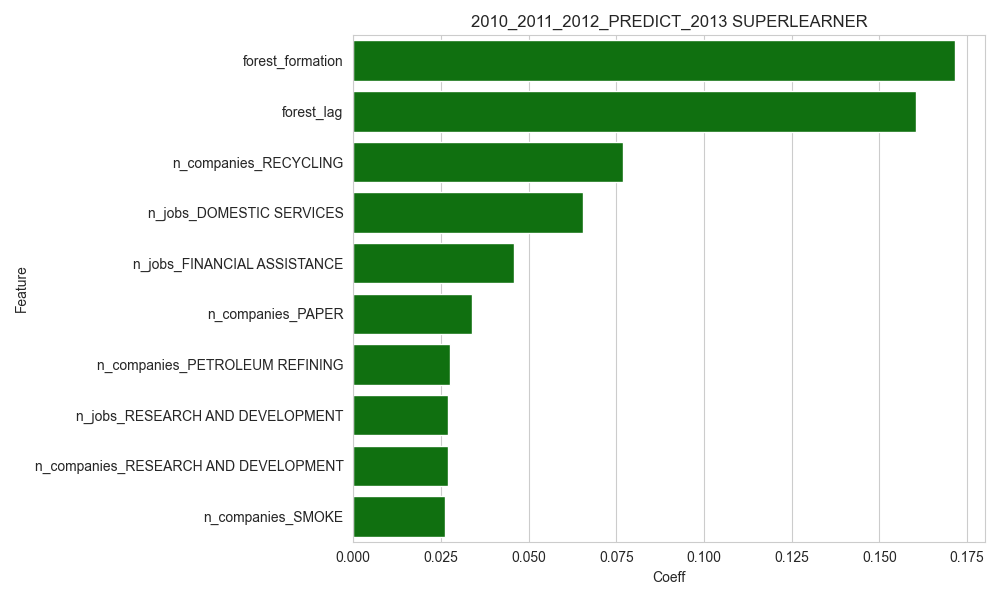 2010_2011_2012_PREDICT_2013 SUPERLEARNER
Feature
forest_formation
forest_lag
n_companies_RECYCLING
n_jobs_DOMESTIC SERVICES
n_jobs_FINANCIAL ASSISTANCE
n_companies_PAPER
n_companies_PETROLEUM REFINING
n_jobs_RESEARCH AND DEVELOPMENT
n_companies_RESEARCH AND DEVELOPMENT
n_companies_SMOKE
0.000 0.025 0.050 0.075 0.100 0.125 0.150 0.175
Coeff